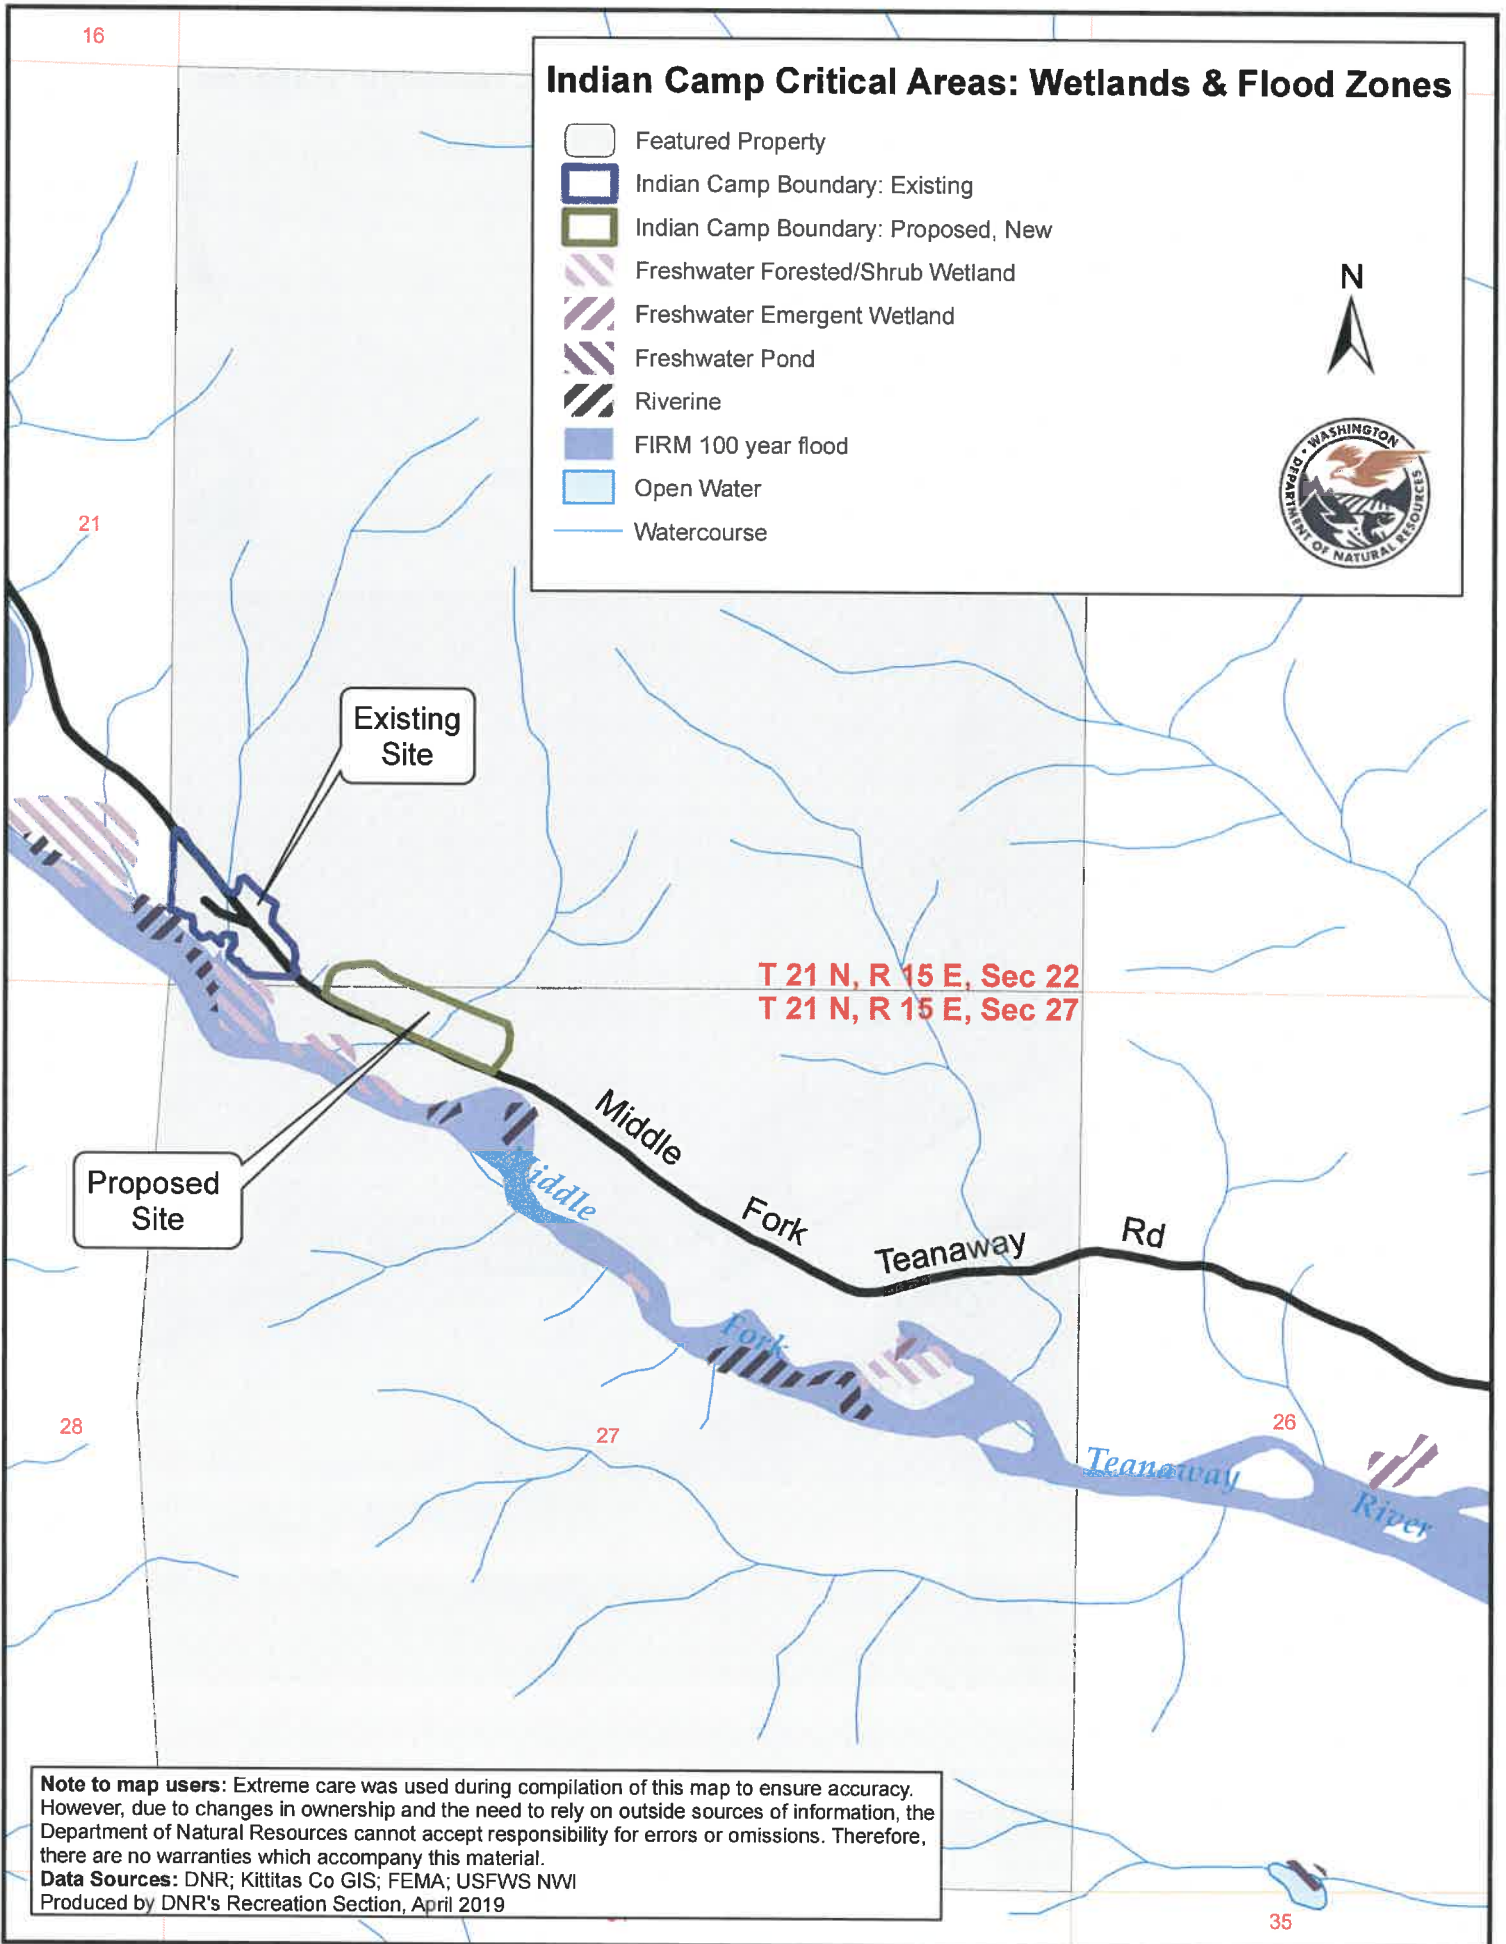 16
Indian Camp Critical Areas: Wetlands & Flood Zones
Featured Property
Indian Camp Boundary: Existing
Indian Camp Boundary: Proposed, New
Freshwater Forested/Shrub Wetland
Freshwater Emergent Wetland
Freshwater Pond
Riverine
FIRM 100 year flood
Open Water
Watercourse
N
WASHINGTON
DEPARTMENT OF NATURAL RESOURCES
21
Existing
Site
T 21 N, R 15 E, Sec 22
T 21 N, R 15 E, Sec 27
Proposed
Site
Middle
Fork
Teanaway
Rd
Middle
Fork
Teanaway
River
28
27
26
Note to map users: Extreme care was used during compilation of this map to ensure accuracy.
However, due to changes in ownership and the need to rely on outside sources of information, the
Department of Natural Resources cannot accept responsibility for errors or omissions. Therefore,
there are no warranties which accompany this material.
Data Sources: DNR; Kittitas Co GIS; FEMA; USFWS NWI
Produced by DNR's Recreation Section, April 2019
35